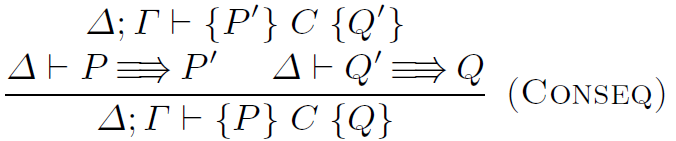 Δ; Γ ⊢ {P′} C {Q′}
Δ ⊢ P ⇛ P′ Δ ⊢ Q′ ⇛ Q
(CONSEQ)
Δ; Γ ⊢ {P} C {Q}